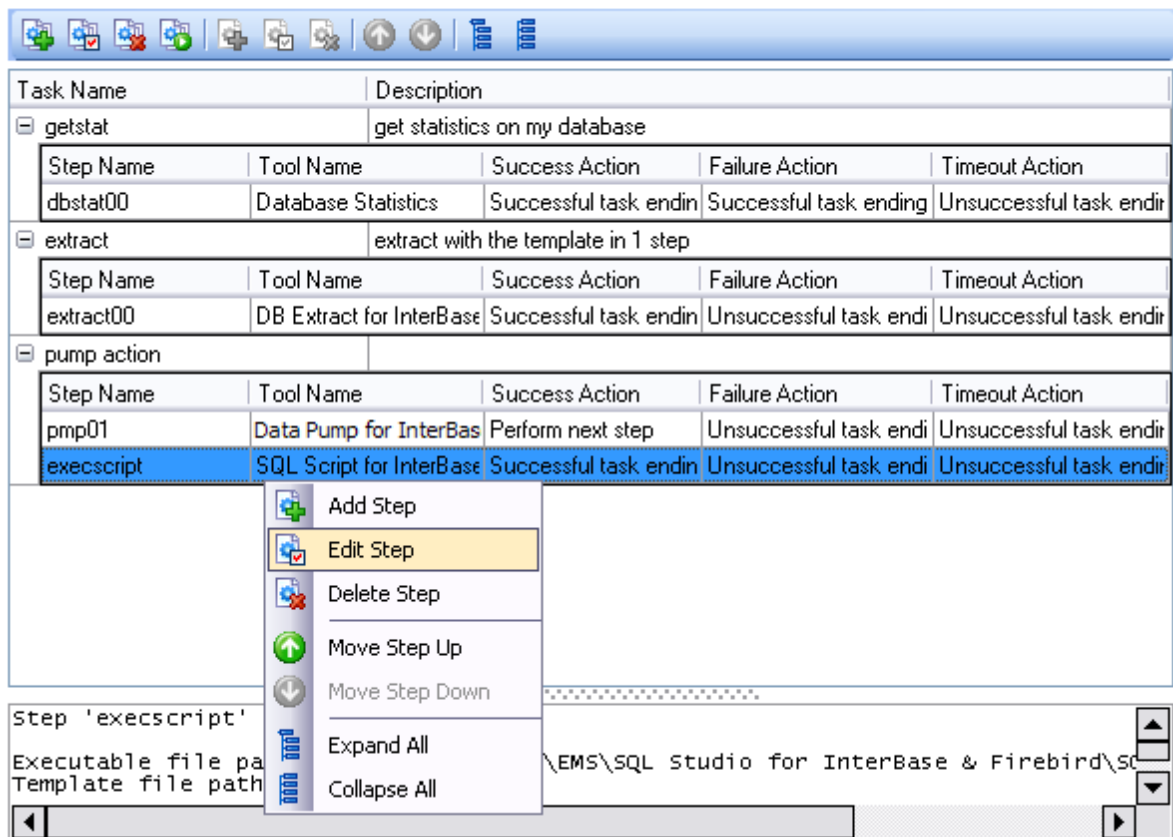 Task Name Description
getstat get statistics on my database
Step Name Tool Name Success Action Failure Action Timeout Action
dbstat00 Database Statistics Successful task endin Successful task ending Unsuccessful task endin
extract extract with the template in 1 step
Step Name Tool Name Success Action Failure Action Timeout Action
extract00 DB Extract for InterBase Successful task endin Unsuccessful task endi Unsuccessful task endin
pump action
Step Name Tool Name Success Action Failure Action Timeout Action
pmp01 Data Pump for InterBas Perform next step Unsuccessful task endi Unsuccessful task endin
execscript SQL Script for InterBase Successful task endin Unsuccessful task endi Unsuccessful task endin
Add Step
Edit Step
Delete Step
Move Step Up
Move Step Down
Expand All
Collapse All
Step 'execscript'
Executable file pa \EMS\SQL Studio for InterBase & Firebird\SQ
Template file path